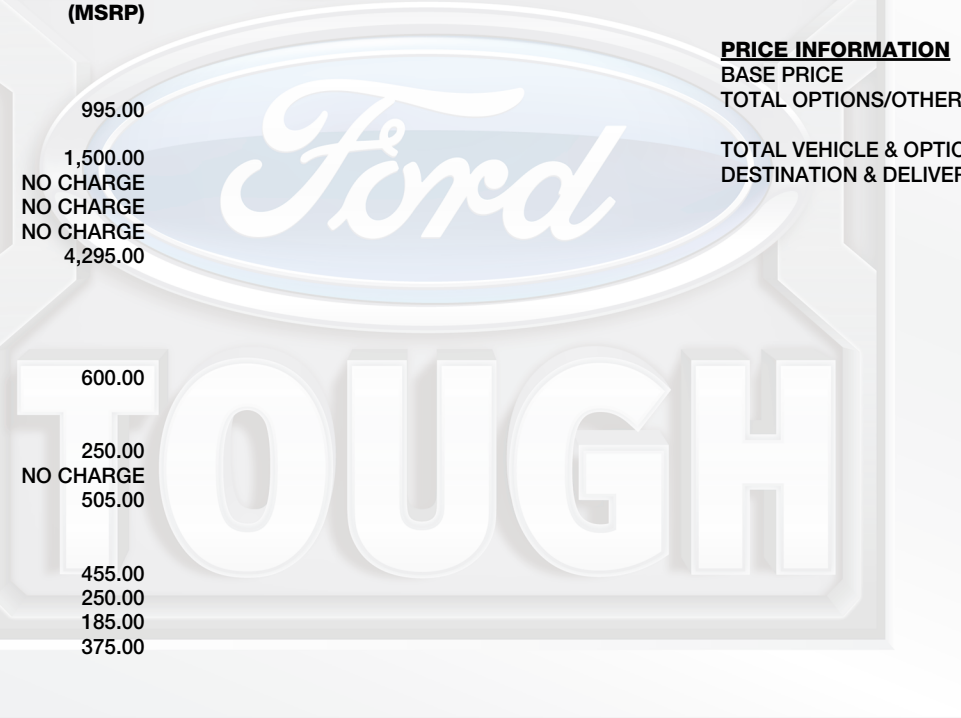 (MSRP)
995.00
1,500.00
NO CHARGE
NO CHARGE
NO CHARGE
4,295.00
600.00
250.00
NO CHARGE
505.00
455.00
250.00
185.00
375.00
PRICE INFORMATION
BASE PRICE
TOTAL OPTIONS/OTHER
TOTAL VEHICLE & OPTIO
DESTINATION & DELIVER
Ford
TOUGH